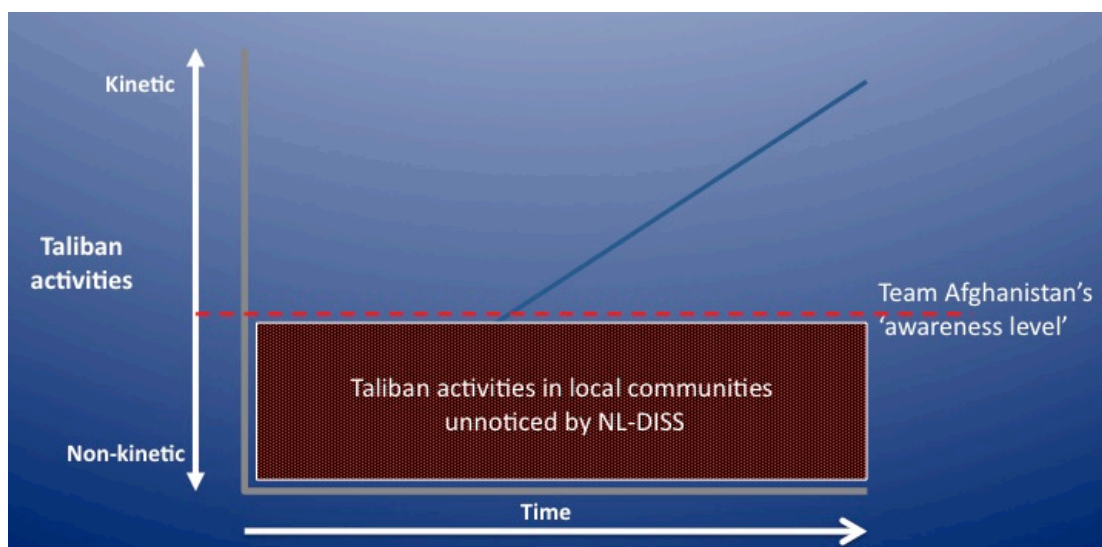 Kinetic
Taliban
activities
Team Afghanistan's
'awareness level'
Taliban activities in local communities
unnoticed by NL-DISS
Non-kinetic
Time